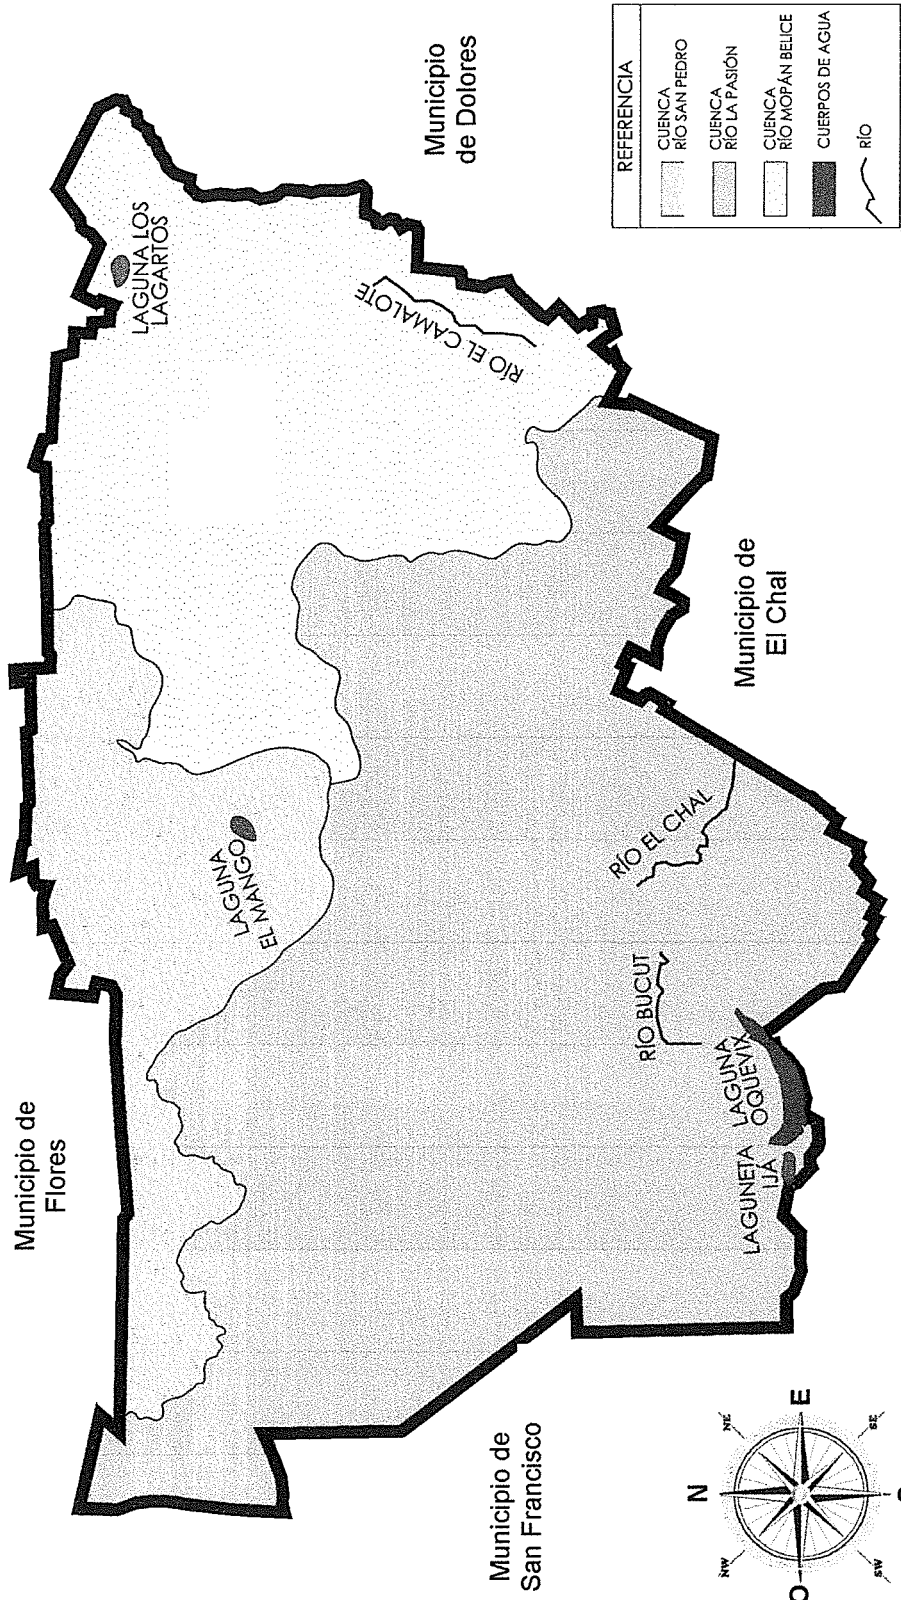 Municipio de
Flores
Municipio
de Dolores
LAGUNA LOS
LAGARTOS
LAGUNA
EL MANGO
RÍO EL CAMALOTE
Municipio de
San Francisco
RÍO BUCUT
RÍO EL CHAL
LAGUNETA
IJA
LAGUNA
OQUEVIX
Municipio de
El Chal
N
NE
E
SE
SW
O
NW
REFERENCIA
CUENCA
RÍO SAN PEDRO
CUENCA
RÍO LA PASIÓN
CUENCA
RÍO MOPÁN BELICE
CUERPOS DE AGUA
RÍO